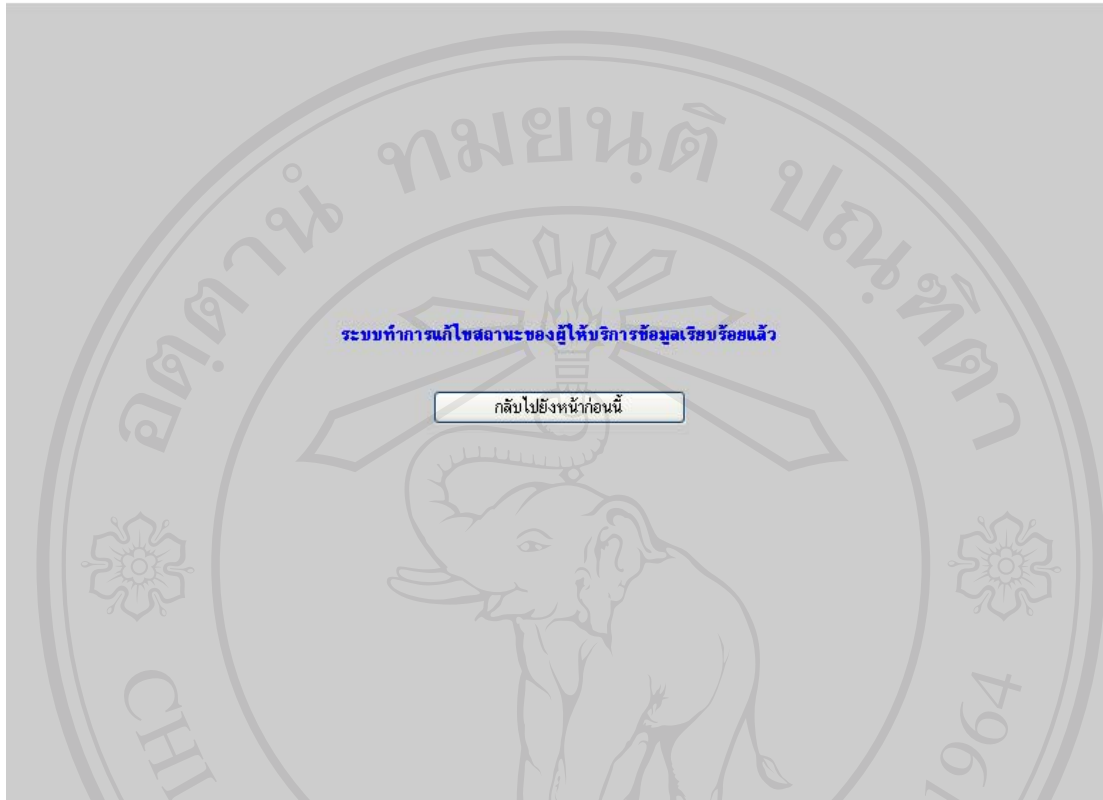 อตฺตานํ ทมยนฺติ ปณฺฑิตา
ระบบทำการแก้ไขสถานะของผู้ให้บริการข้อมูลเรียบร้อยแล้ว
กลับไปยังหน้าก่อนนี้
CHI
1964